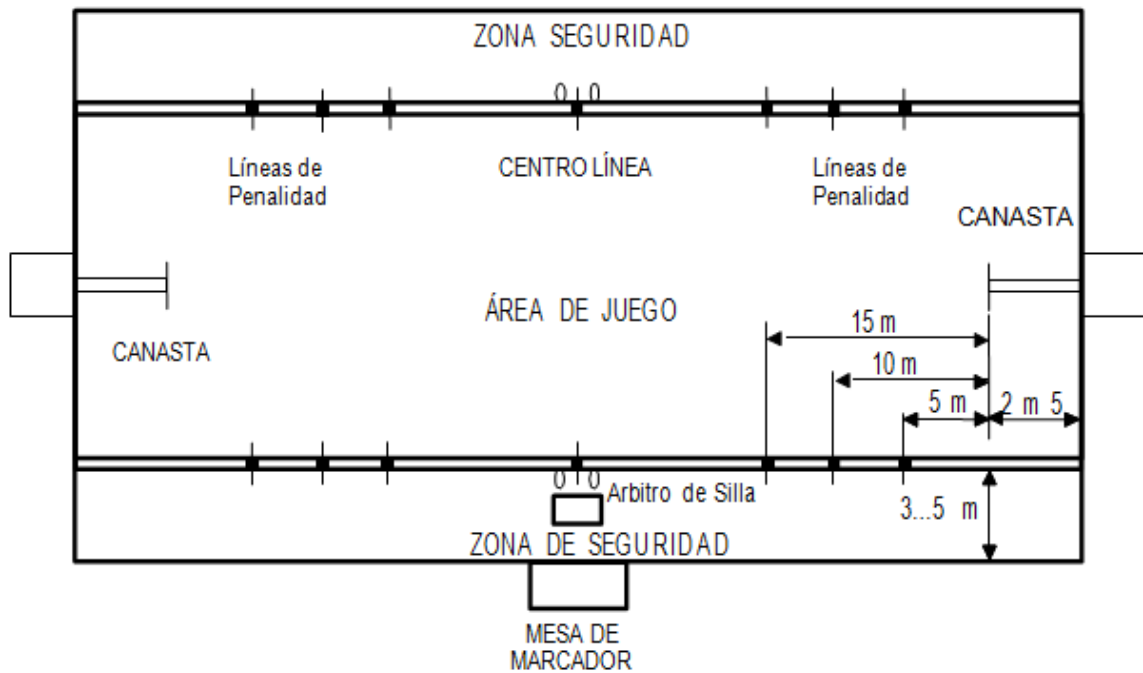 ZONA SEGURIDAD
0 0
Líneas de
Penalidad
CENTRO LÍNEA
Líneas de
Penalidad
CANASTA
ÁREA DE JUEGO
15 m
CANASTA
10 m
5 m
2 m 5
0 0
Arbitro de Silla
3...5 m
ZONA DE SEGURIDAD
MESA DE
MARCADOR